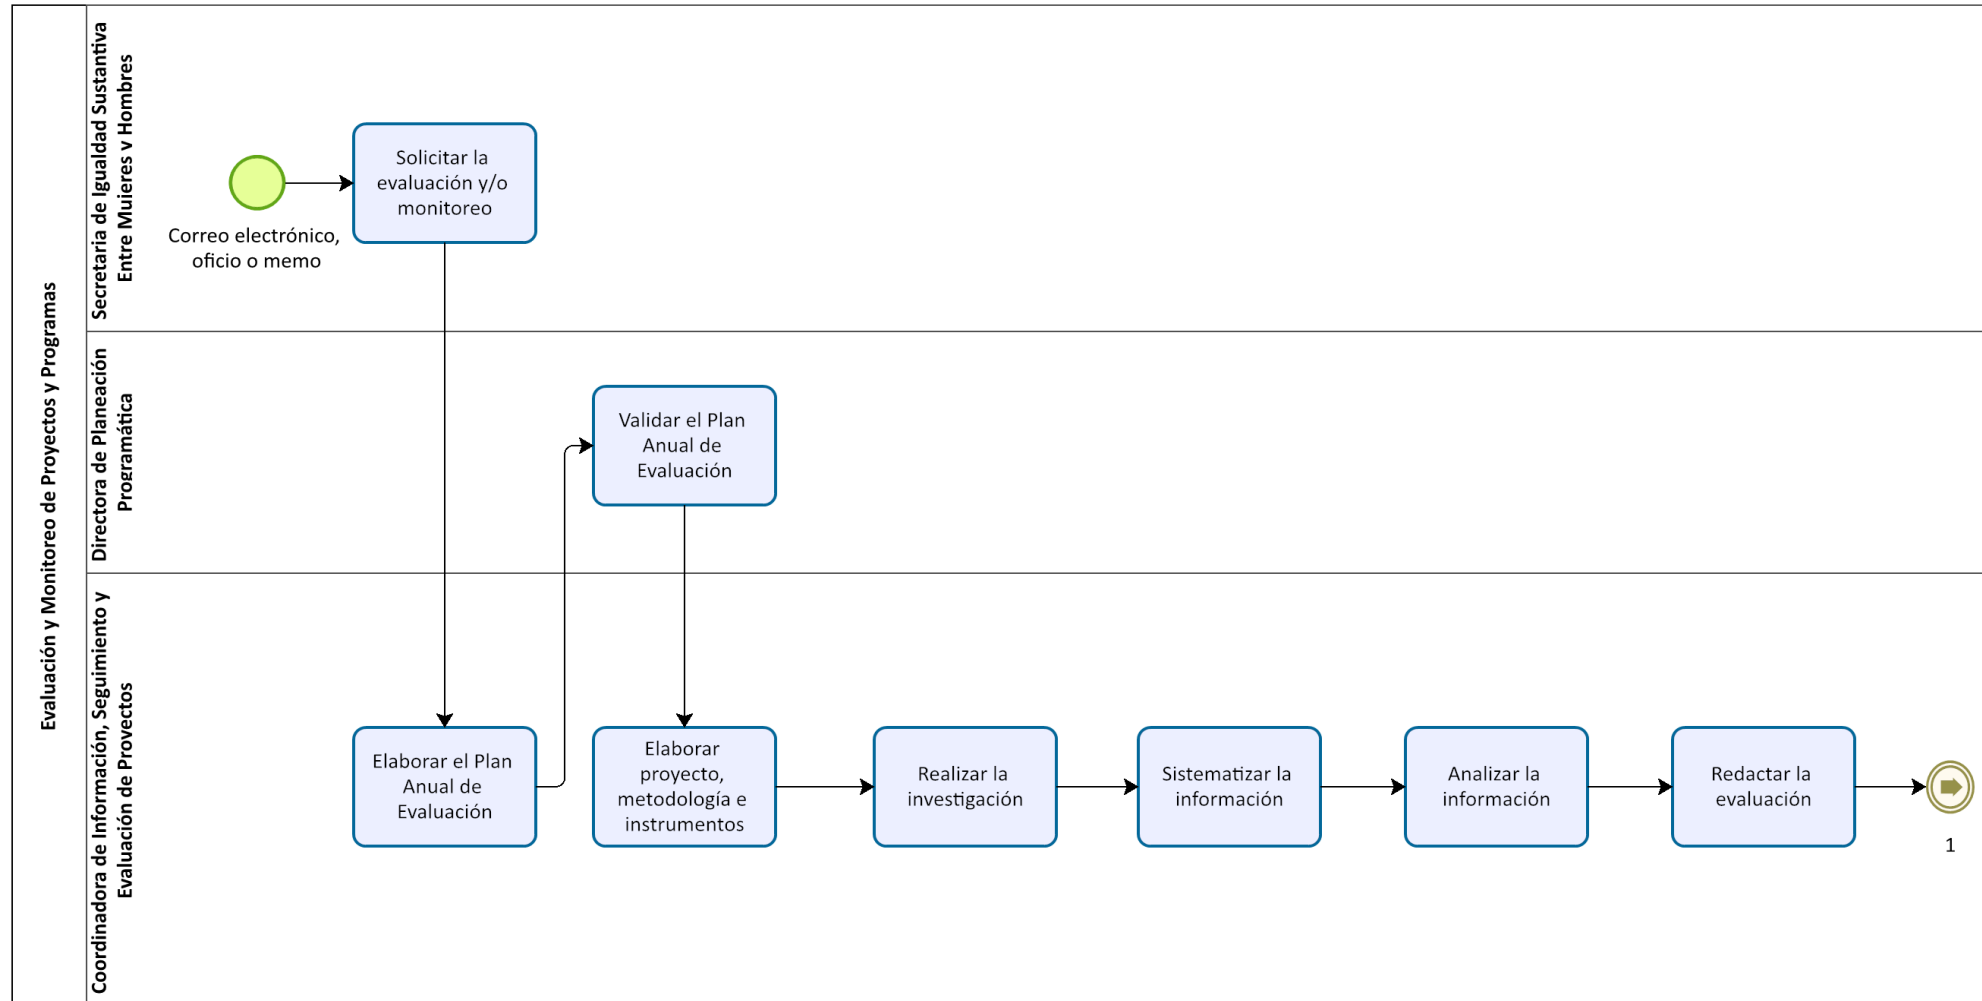 Evaluación y Monitoreo de Proyectos y Programas
Secretaria de Igualdad Sustantiva
Entre Mujeres y Hombres
Solicitar la
evaluación y/o
monitoreo
Correo electrónico,
oficio o memo
Directora de Planeación
Programática
Validar el Plan
Anual de
Evaluación
Coordinadora de Información, Seguimiento y
Evaluación de Proyectos
Elaborar el Plan
Anual de
Evaluación
Elaborar
proyecto,
metodología e
instrumentos
Realizar la
investigación
Sistematizar la
información
Analizar la
información
Redactar la
evaluación
1